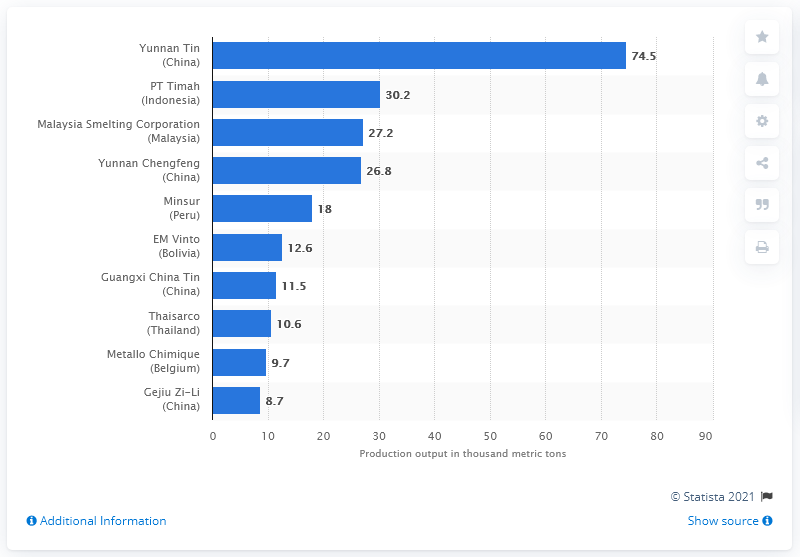 Yunnan Tin
(China)
74.5
PT Timah
(Indonesia)
30.2
Malaysia Smelting Corporation
(Malaysia)
27.2
Yunnan Chengfeng
(China)
26.8
Minsur
(Peru)
18
EM Vinto
(Bolivia)
12.6
Guangxi China Tin
(China)
11.5
Thaisarco
(Thailand)
10.6
Metallo Chimique
(Belgium)
9.7
Gejiu Zi-Li
(China)
8.7
0 10 20 30 40 50 60 70 80 90
Production output in thousand metric tons
© Statista 2021
Additional Information
Show source